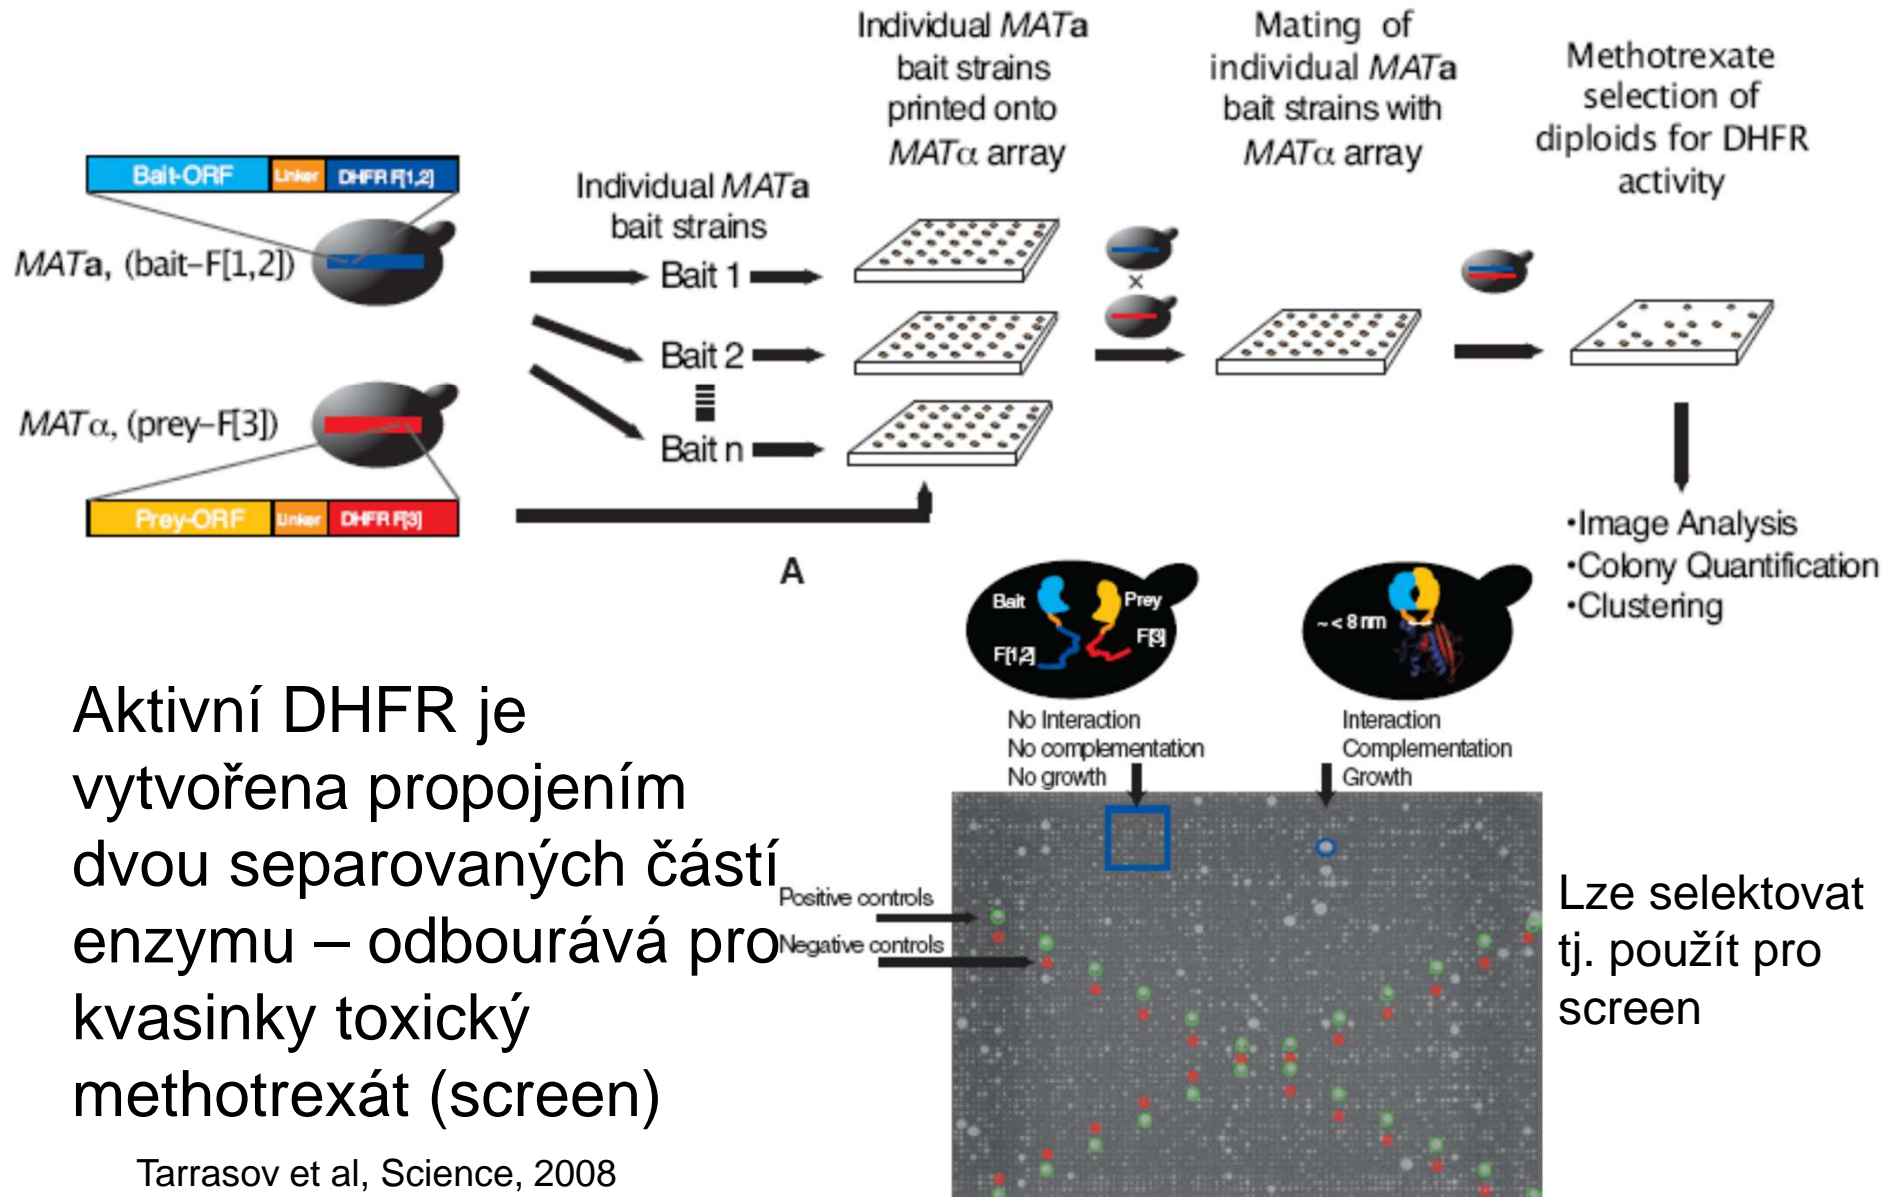 Individual MATa
bait strains
printed onto
MATα array
Mating of
individual MATa
bait strains with
MATα array
Methotrexate
selection of
diploids for DHFR
activity
Bait-ORF
Linker
DHFR F[1,2]
Individual MATa
bait strains
MATa, (bait–F[1,2])
Bait 1
×
Bait 2
Bait n
MATα, (prey–F[3])
Prey-ORF
Linker
DHFR F[3]
•Image Analysis
•Colony Quantification
•Clustering
A
Bait
Prey
F[1,2]
F[3]
~ < 8 nm
No Interaction
No complementation
No growth
Interaction
Complementation
Growth
Aktivní DHFR je
vytvořena propojením
dvou separovaných částí
enzymu – odbourává pro
kvasinky toxický
methotrexát (screen)
Positive controls
Negative controls
Lze selektovat
tj. použít pro
screen
Tarrasov et al, Science, 2008